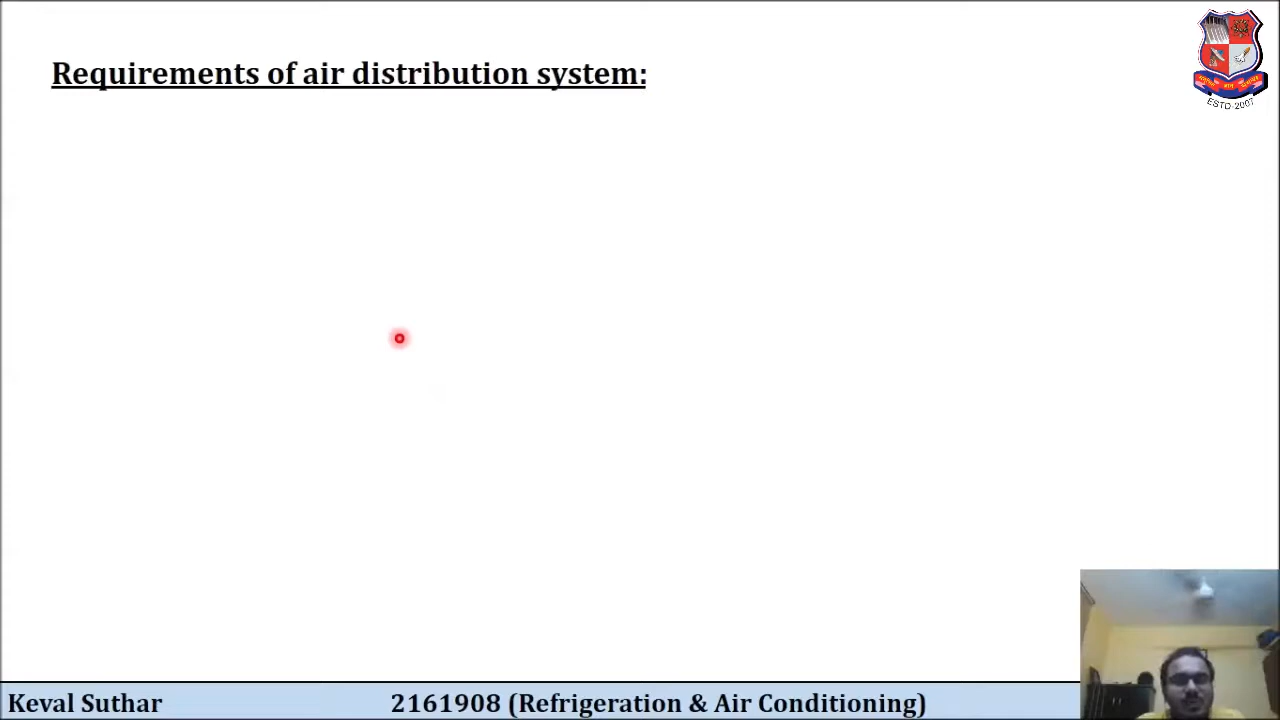 Requirements of air distribution system:
ESTD-2007
Keval Suthar
2161908 (Refrigeration & Air Conditioning)